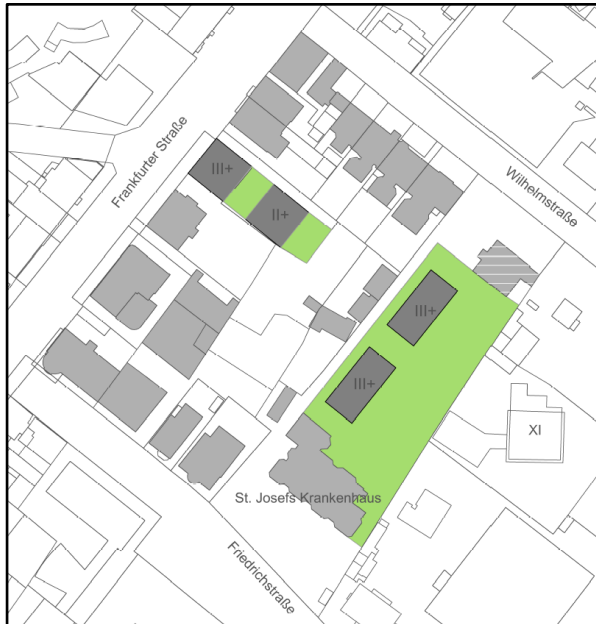 Frankfurter Straße
Wilhelmstraße
III+
II+
III+
III+
XI
St. Josefs Krankenhaus
Friedrichstraße